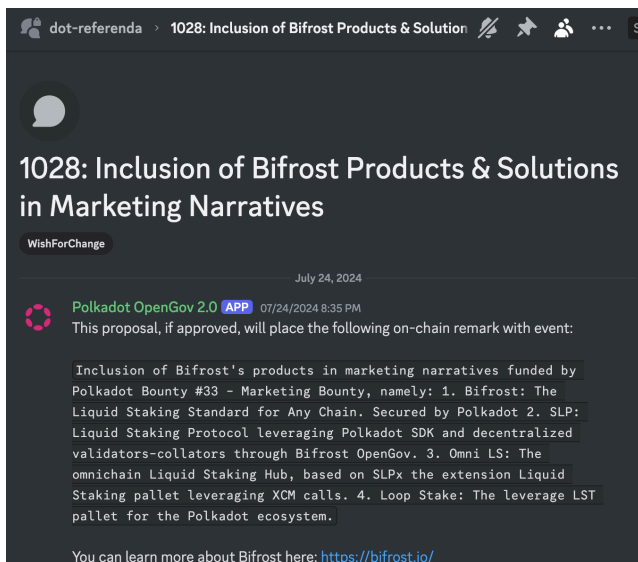 dot-referenda › 1028: Inclusion of Bifrost Products & Solution
1028: Inclusion of Bifrost Products & Solutions
in Marketing Narratives
WishForChange
July 24, 2024
Polkadot OpenGov 2.0 APP 07/24/2024 8:35 PM
This proposal, if approved, will place the following on-chain remark with event:
Inclusion of Bifrost's products in marketing narratives funded by
Polkadot Bounty #33 - Marketing Bounty, namely: 1. Bifrost: The
Liquid Staking Standard for Any Chain. Secured by Polkadot 2. SLP:
Liquid Staking Protocol leveraging Polkadot SDK and decentralized
validators-collators through Bifrost OpenGov. 3. Omni LS: The
omnichain Liquid Staking Hub, based on SLPx the extension Liquid
Staking pallet leveraging XCM calls. 4. Loop Stake: The leverage LST
pallet for the Polkadot ecosystem.
You can learn more about Bifrost here: https://bifrost.io/